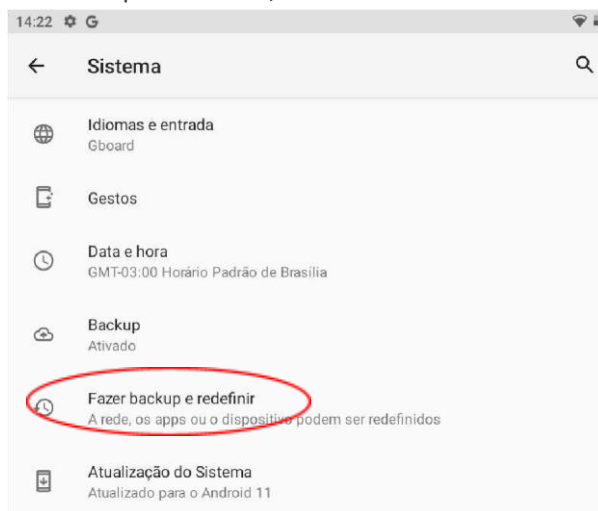 14:22 G
Sistema
Idiomas e entrada
Gboard
Gestos
Data e hora
GMT-03:00 Horário Padrão de Brasília
Backup
Ativado
Fazer backup e redefinir
A rede, os apps ou o dispositivo podem ser redefinidos
Atualização do Sistema
Atualizado para o Android 11